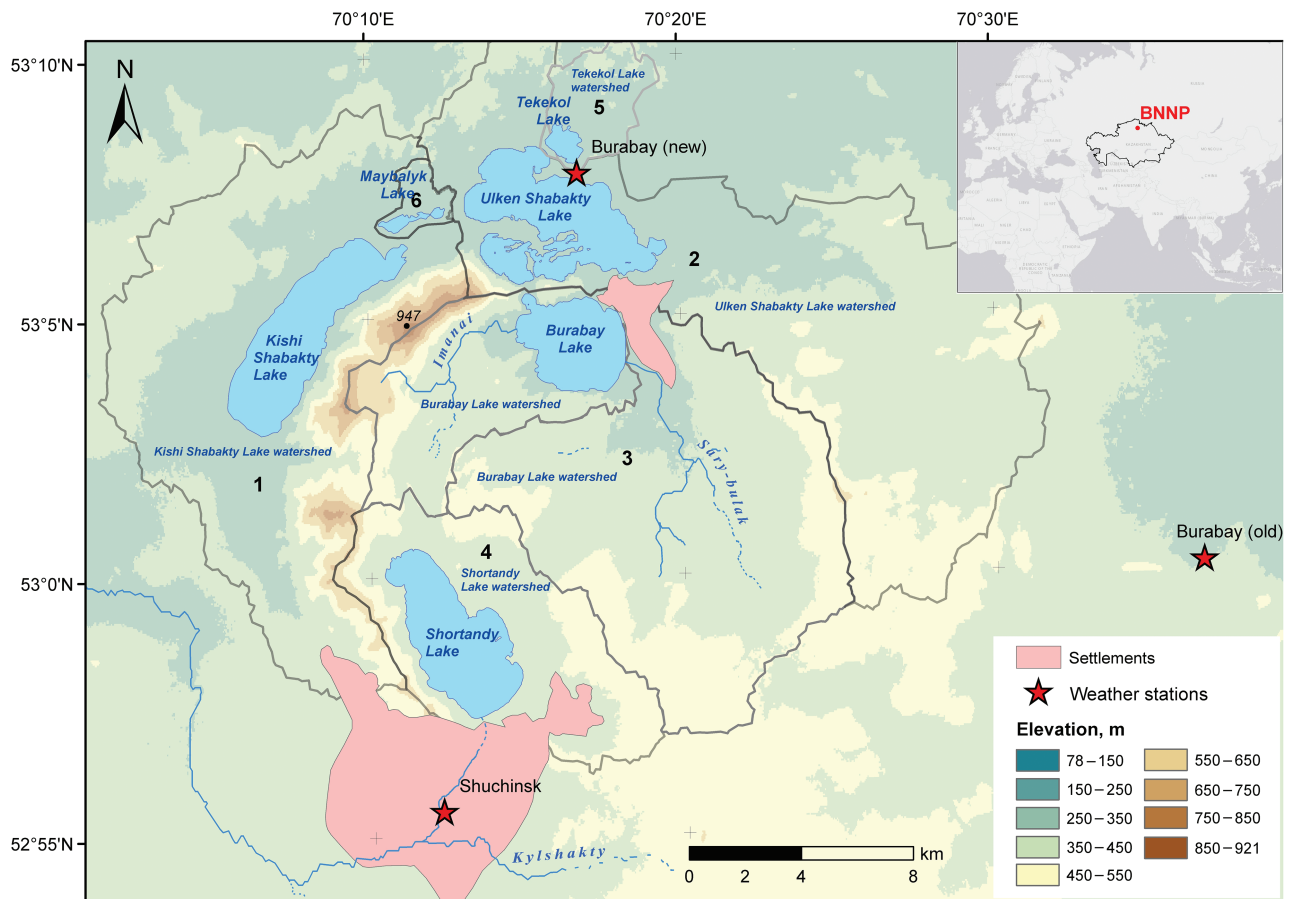 70°10'E
70°20'E
70°30'E
53°10'N
53°5'N
53°0'N
52°55'N
N
Tekekol Lake
watershed
5
Tekekol
Lake
Burabay (new)
BNNP
Maybalyk
Lake
6
Ulken Shabakty
Lake
2
Ulken Shabakty Lake watershed
947
Imanai
Burabay
Lake
Kishi
Shabakty
Lake
Burabay Lake watershed
Kishi Shabakty Lake watershed
1
3
Burabay Lake watershed
Sary-bulak
Burabay (old)
4
Shortandy
Lake watershed
Shortandy
Lake
Shuchinsk
Kylshakty
km
0 2 4 8
Settlements
Weather stations
Elevation, m
78–150
150–250
250–350
350–450
450–550
550–650
650–750
750–850
850–921